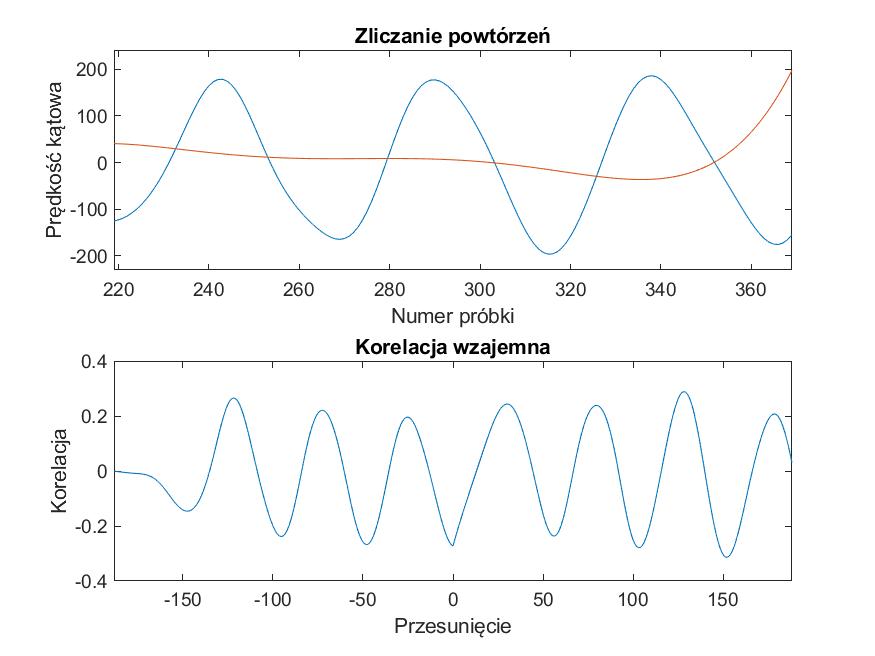 Zliczanie powtórzeń
200
100
0
-100
-200
Prędkość kątowa
220 240 260 280 300 320 340 360
Numer próbki
Korelacja wzajemna
0.4
0.2
0
-0.2
-0.4
Korelacja
-150 -100 -50 0 50 100 150
Przesunięcie